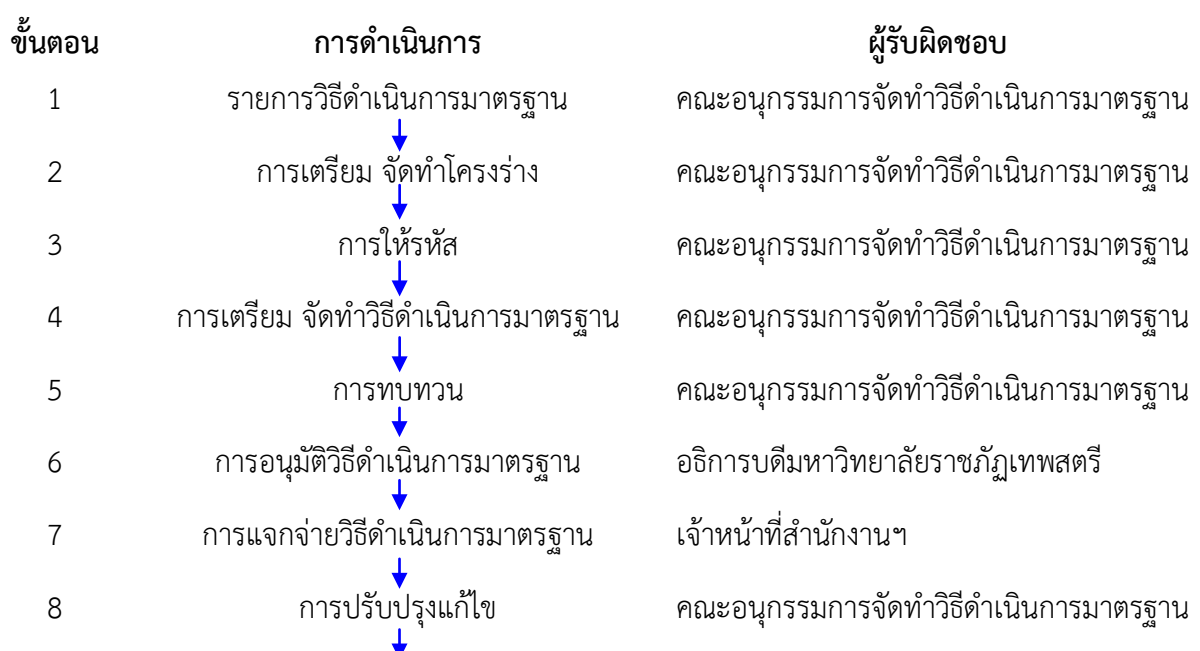 ขั้นตอน การดำเนินการ ผู้รับผิดชอบ
1 รายการวิธีดำเนินการมาตรฐาน คณะอนุกรรมการจัดทำวิธีดำเนินการมาตรฐาน
2 การเตรียม จัดทำโครงร่าง คณะอนุกรรมการจัดทำวิธีดำเนินการมาตรฐาน
3 การให้รหัส คณะอนุกรรมการจัดทำวิธีดำเนินการมาตรฐาน
4 การเตรียม จัดทำวิธีดำเนินการมาตรฐาน คณะอนุกรรมการจัดทำวิธีดำเนินการมาตรฐาน
5 การทบทวน คณะอนุกรรมการจัดทำวิธีดำเนินการมาตรฐาน
6 การอนุมัติวิธีดำเนินการมาตรฐาน อธิการบดีมหาวิทยาลัยราชภัฏเทพสตรี
7 การแจกจ่ายวิธีดำเนินการมาตรฐาน เจ้าหน้าที่สำนักงานฯ
8 การปรับปรุงแก้ไข คณะอนุกรรมการจัดทำวิธีดำเนินการมาตรฐาน